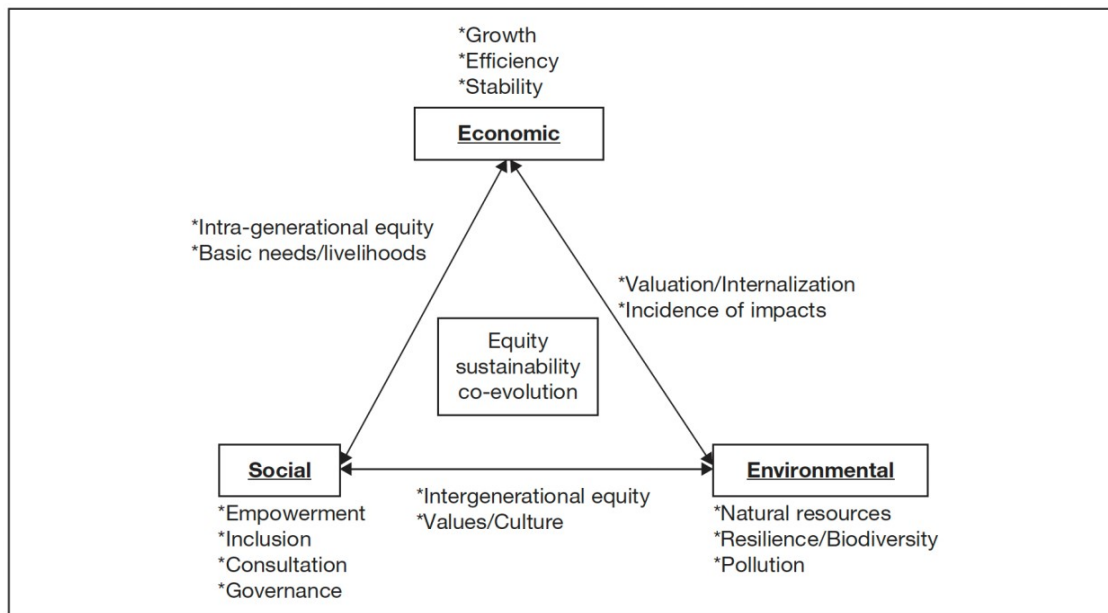 *Growth
*Efficiency
*Stability
Economic
*Intra-generational equity
*Basic needs/livelihoods
*Valuation/Internalization
*Incidence of impacts
Equity
sustainability
co-evolution
Social
Environmental
*Intergenerational equity
*Values/Culture
*Empowerment
*Inclusion
*Consultation
*Governance
*Natural resources
*Resilience/Biodiversity
*Pollution